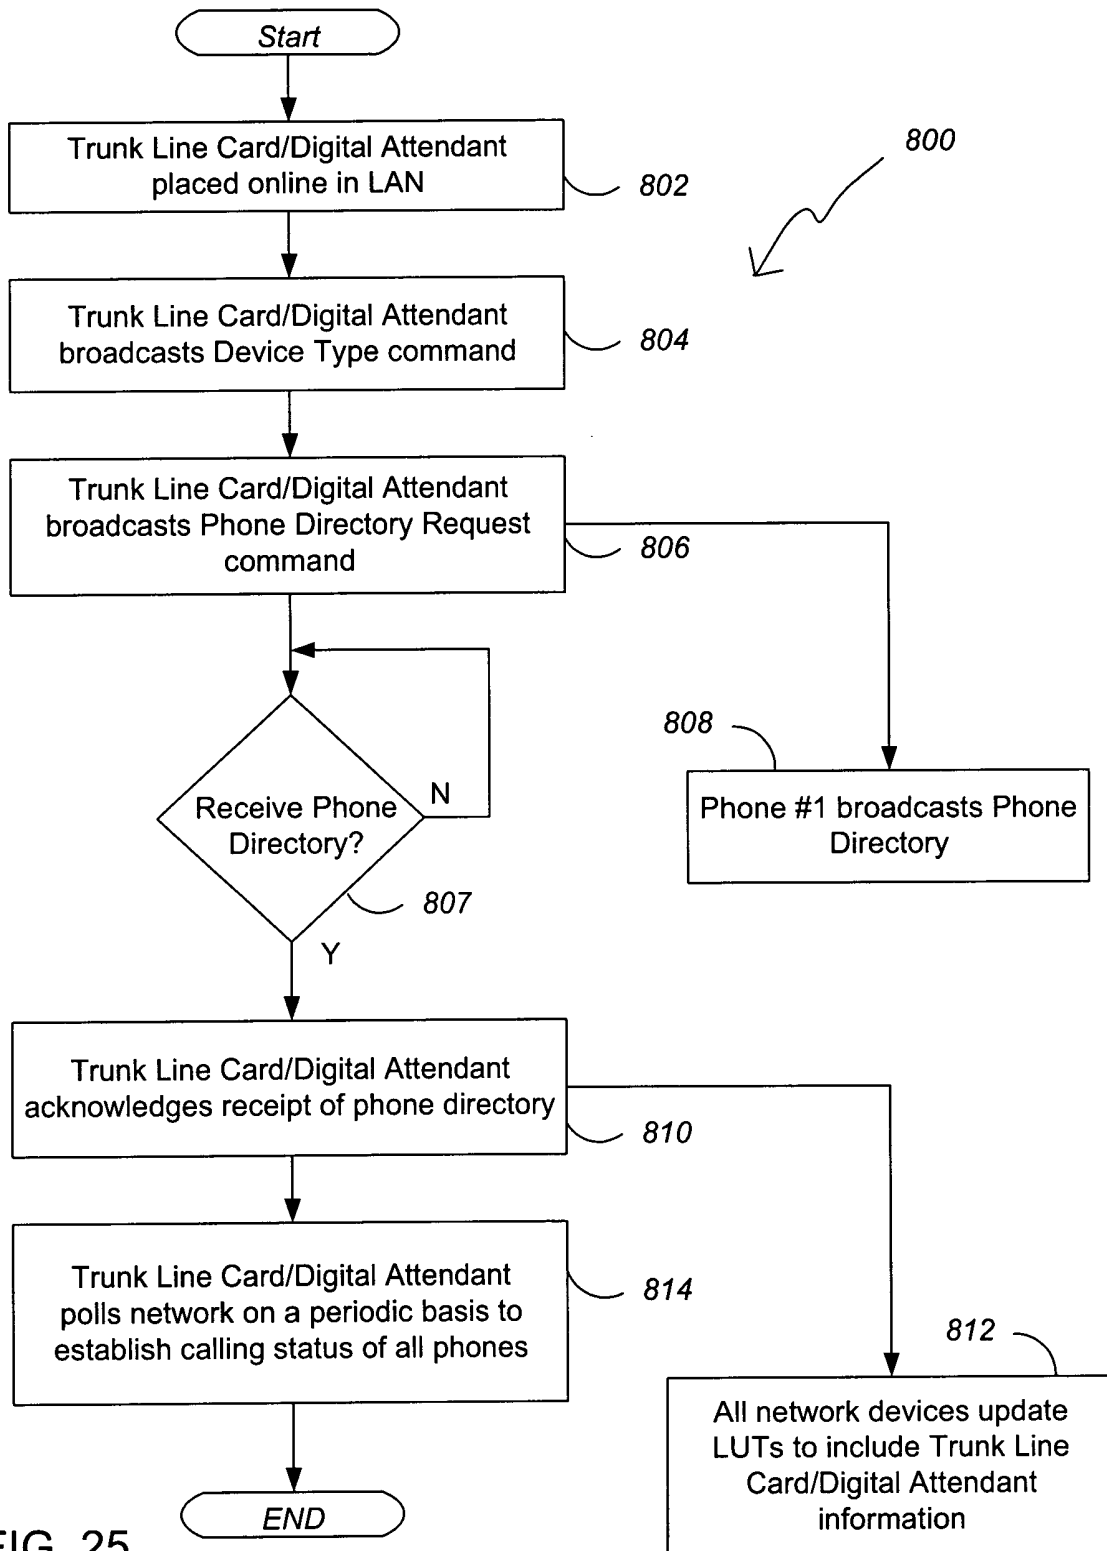 Start
Trunk Line Card/Digital Attendant
placed online in LAN
802
800
Trunk Line Card/Digital Attendant
broadcasts Device Type command
804
Trunk Line Card/Digital Attendant
broadcasts Phone Directory Request
command
806
808
Phone #1 broadcasts Phone
Directory
Receive Phone
Directory?
N
807
Y
Trunk Line Card/Digital Attendant
acknowledges receipt of phone directory
810
Trunk Line Card/Digital Attendant
polls network on a periodic basis to
establish calling status of all phones
814
812
All network devices update
LUTs to include Trunk Line
Card/Digital Attendant
information
END
FIG. 25